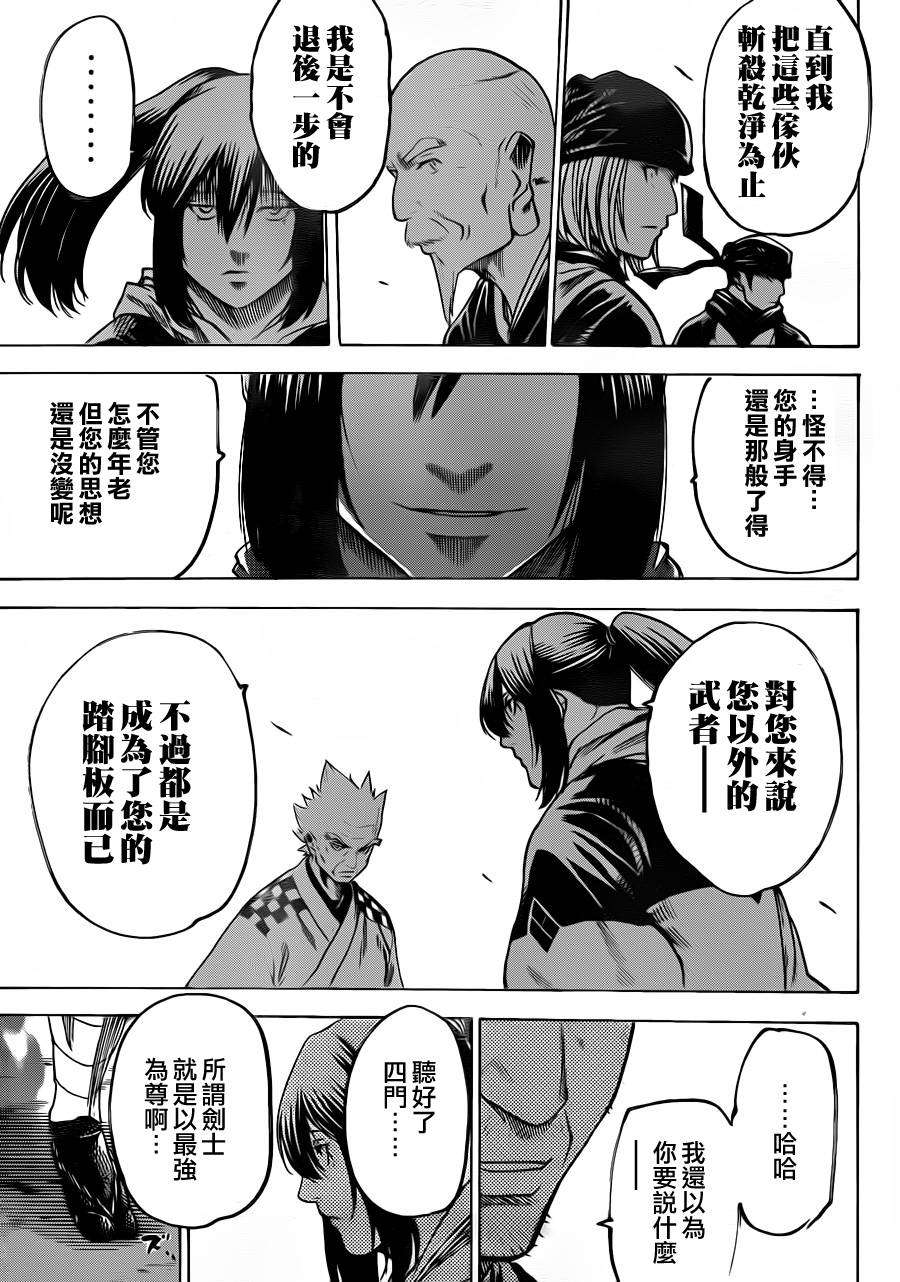 直到我
把這些傢伙
斬殺乾淨為止
我是不會
退後一步的
……
…怪不得…
您的身手
還是那般了得
不管您
怎麼年老
但您的思想
還是沒變呢
對您來說
您以外的
武者——
不過都是
成為了您的
踏腳板而已
……哈哈
我還以為
你要說什麼
聽好了
四門……
所謂劍士
就是以最強
為尊啊…
ズ